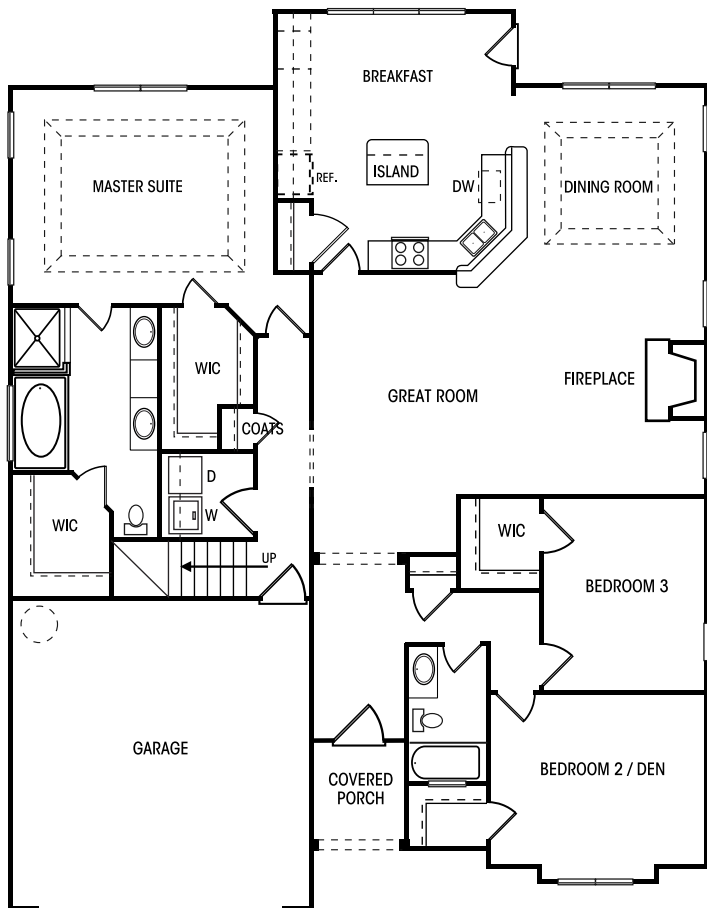 BREAKFAST
MASTER SUITE
REF.
ISLAND
DW
DINING ROOM
WIC
GREAT ROOM
FIREPLACE
COATS
D
W
WIC
WIC
UP
BEDROOM 3
GARAGE
COVERED
PORCH
BEDROOM 2 / DEN